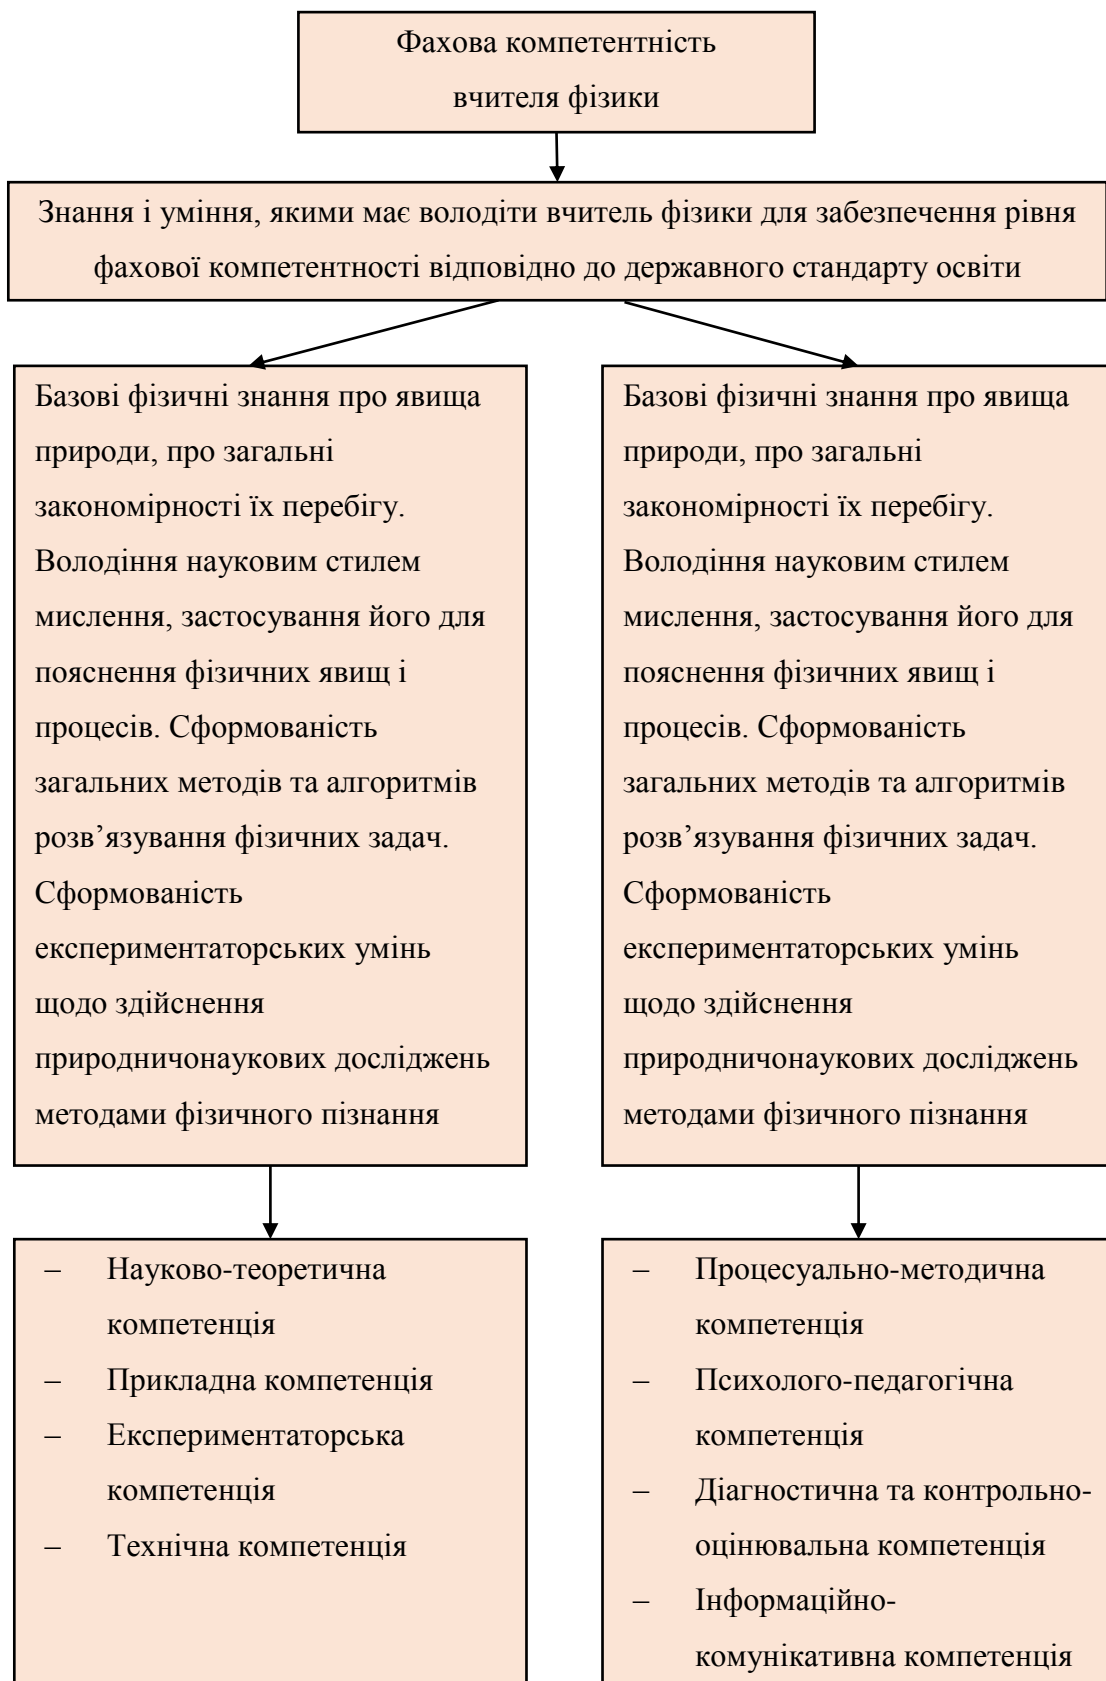 Фахова компетентність
вчителя фізики
Знання і уміння, якими має володіти вчитель фізики для забезпечення рівня
фахової компетентності відповідно до державного стандарту освіти
Базові фізичні знання про явища
природи, про загальні
закономірності їх перебігу.
Володіння науковим стилем
мислення, застосування його для
пояснення фізичних явищ і
процесів. Сформованість
загальних методів та алгоритмів
розв’язування фізичних задач.
Сформованість
експериментаторських умінь
щодо здійснення
природничонаукових досліджень
методами фізичного пізнання
Базові фізичні знання про явища
природи, про загальні
закономірності їх перебігу.
Володіння науковим стилем
мислення, застосування його для
пояснення фізичних явищ і
процесів. Сформованість
загальних методів та алгоритмів
розв’язування фізичних задач.
Сформованість
експериментаторських умінь
щодо здійснення
природничонаукових досліджень
методами фізичного пізнання
– Науково-теоретична
компетенція
– Прикладна компетенція
– Експериментаторська
компетенція
– Технічна компетенція
– Процесуально-методична
компетенція
– Психолого-педагогічна
компетенція
– Діагностична та контрольно-
оцінювальна компетенція
– Інформаційно-
комунікативна компетенція